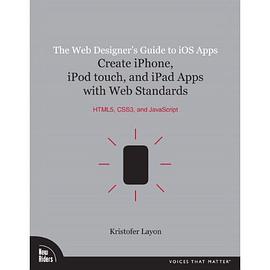 The Web Designer's Guide to iOS Apps
Create iPhone,
iPod touch, and iPad Apps
with Web Standards
HTML5, CSS3, and JavaScript
Kristofer Layon
New
Riders
VOICES THAT MATTER™